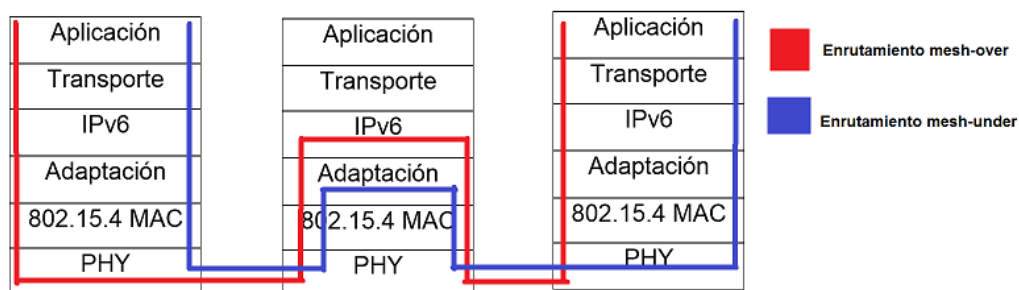 Aplicación
Transporte
IPv6
Adaptación
802.15.4 MAC
PHY
Aplicación
Transporte
IPv6
Adaptación
802.15.4 MAC
PHY
Aplicación
Transporte
IPv6
Adaptación
802.15.4 MAC
PHY
Enrutamiento mesh-over
Enrutamiento mesh-under